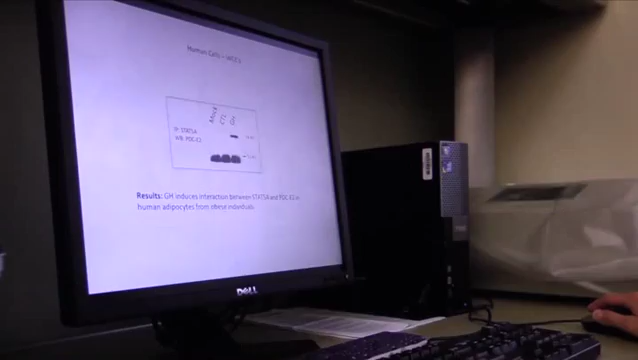 Human Cells -
IP: STAT5A
WB: PDC-E2
Results: GH induces interaction between STAT5A and PDC-E2 in
human adipocytes from obese individuals
DELL